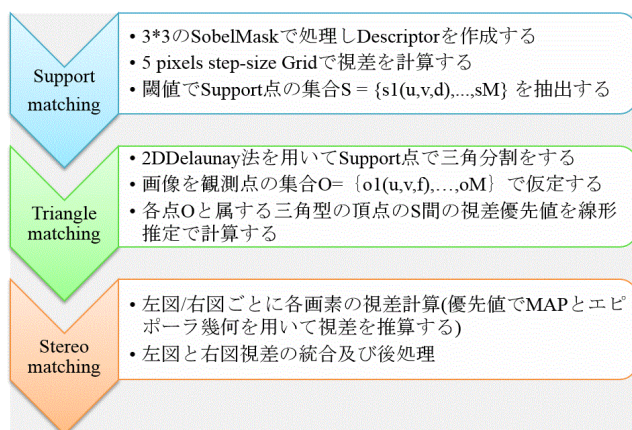 Support
matching
• 3*3のSobelMaskで処理しDescriptorを作成する
• 5 pixels step-size Gridで視差を計算する
• 閾値でSupport点の集合S = {s1(u,v,d),...,sM} を抽出する
Triangle
matching
• 2DDelaunay法を用いてSupport点で三角分割をする
• 画像を観測点の集合O=｛o1(u,v,f),…,oM｝で仮定する
• 各点Oと属する三角型の頂点のS間の視差優先値を線形
推定で計算する
Stereo
matching
• 左図/右図ごとに各画素の視差計算(優先値でMAPとエピ
ポーラ幾何を用いて視差を推算する)
• 左図と右図視差の統合及び後処理